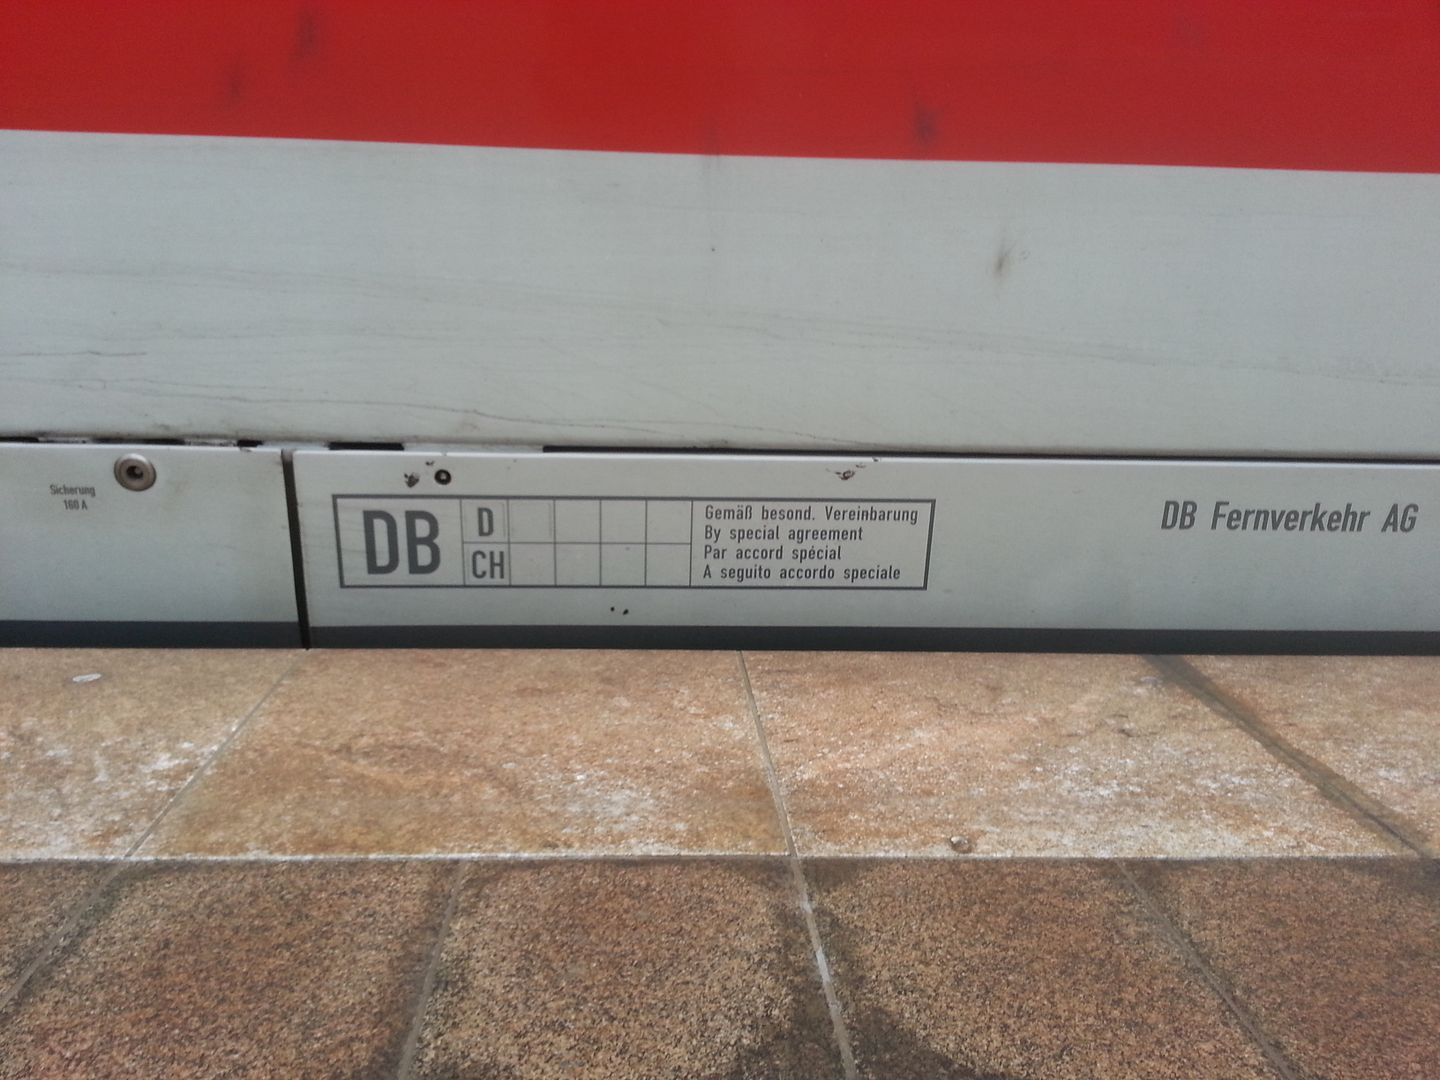 Sicherung
160 A
DB
D
CH
Gemäß besond. Vereinbarung
By special agreement
Par accord spécial
A seguito accordo speciale
DB Fernverkehr AG